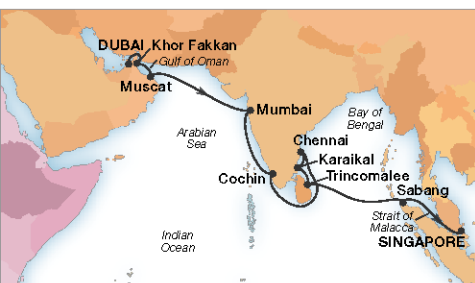 DUBAI Khor Fakkan
Gulf of Oman
Muscat
Mumbai
Arabian
Sea
Bay of
Bengal
Chennai
Karaikal
Trincomalee
Cochin
Sabang
Strait of
Malacca
SINGAPORE
Indian
Ocean